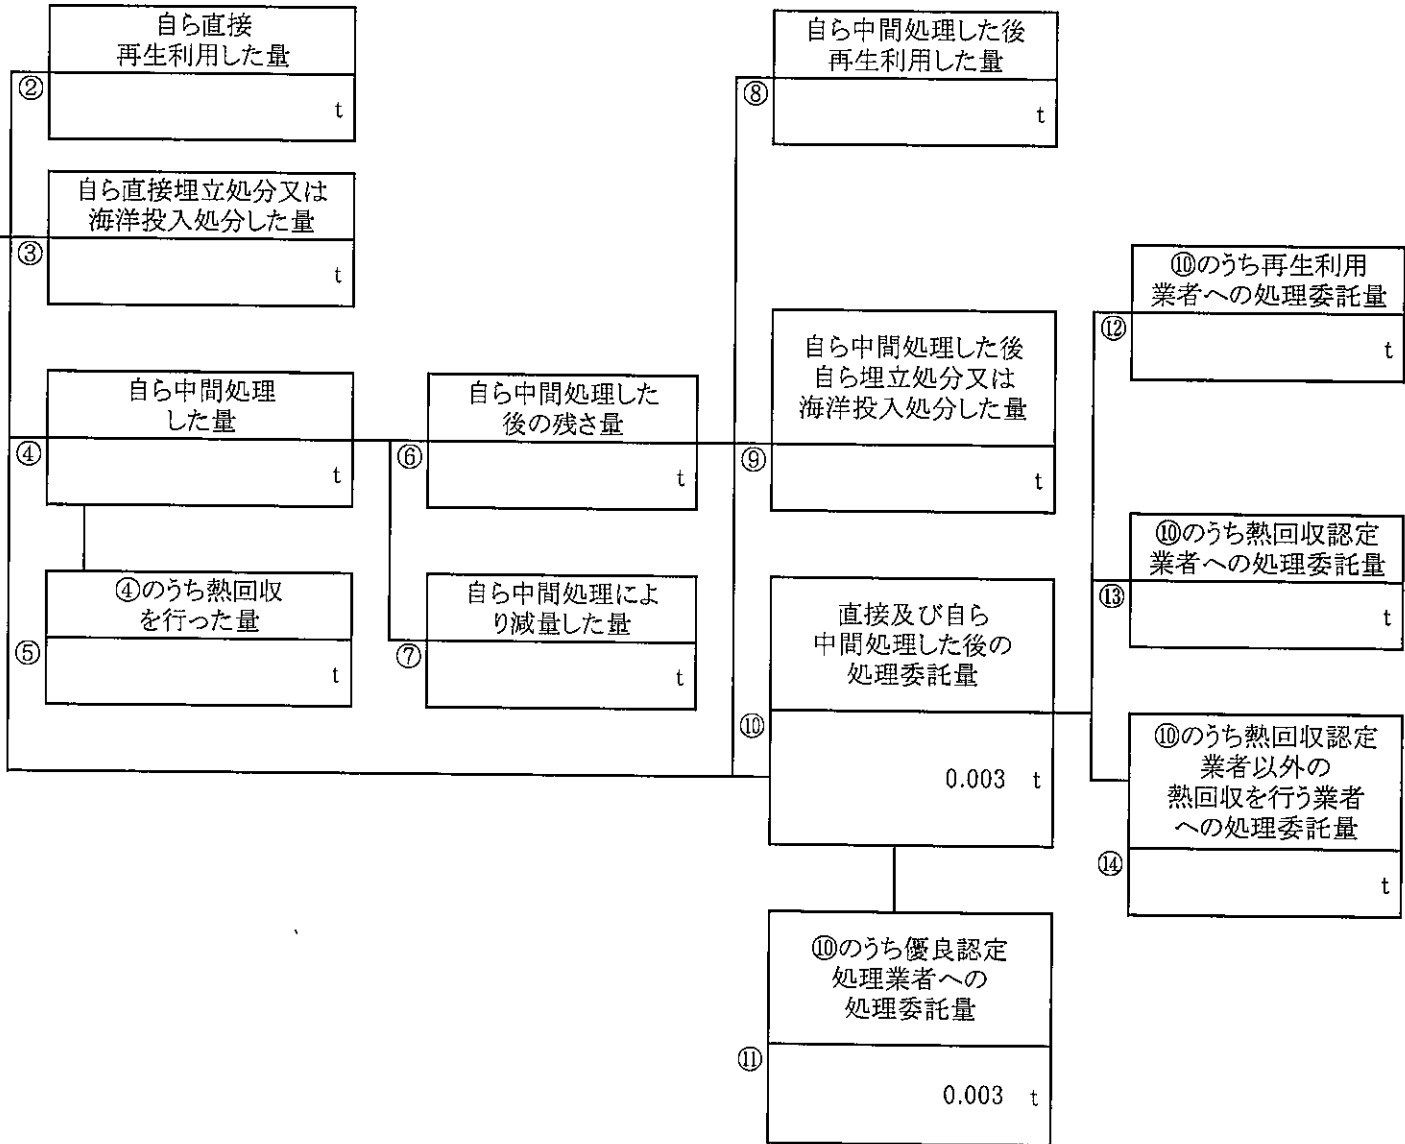 自ら直接
再生利用した量
②
t
自ら直接埋立処分又は
海洋投入処分した量
③
t
自ら中間処理
した量
④
t
④のうち熱回収
を行った量
⑤
t
自ら中間処理した
後の残さ量
⑥
t
自ら中間処理によ
り減量した量
⑦
t
自ら中間処理した後
再生利用した量
⑧
t
自ら中間処理した後
自ら埋立処分又は
海洋投入処分した量
⑨
t
直接及び自ら
中間処理した後の
処理委託量
⑩
0.003 t
⑩のうち優良認定
処理業者への
処理委託量
⑪
0.003 t
⑩のうち再生利用
業者への処理委託量
⑫
t
⑩のうち熱回収認定
業者への処理委託量
⑬
t
⑩のうち熱回収認定
業者以外の
熱回収を行う業者
への処理委託量
⑭
t